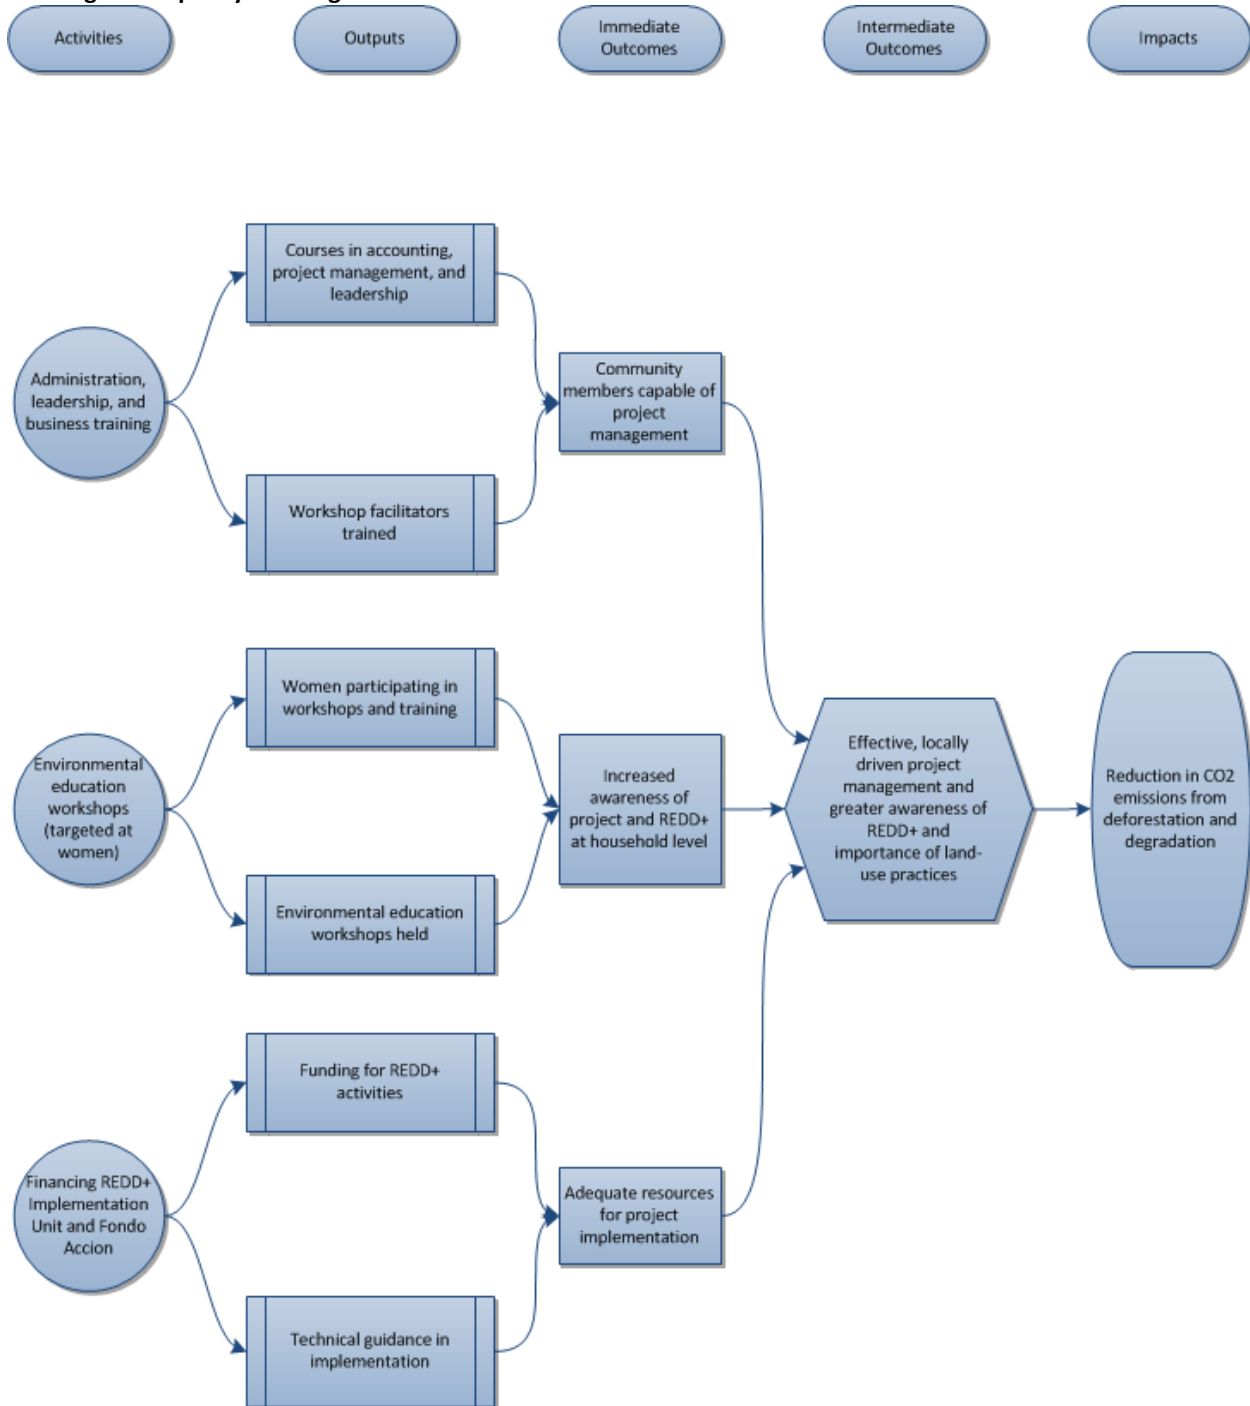 Activities
Outputs
Immediate
Outcomes
Intermediate
Outcomes
Impacts
Courses in accounting,
project management, and
leadership
Administration,
leadership, and
business training
Community
members capable of
project
management
Workshop facilitators
trained
Women participating in
workshops and training
Environmental
education
workshops
(targeted at
women)
Increased
awareness of
project and REDD+
at household level
Effective, locally
driven project
management and
greater awareness of
REDD+ and
importance of land-
use practices
Reduction in CO2
emissions from
deforestation and
degradation
Environmental education
workshops held
Funding for REDD+
activities
Financing REDD+
Implementation
Unit and Fondo
Accion
Adequate resources
for project
implementation
Technical guidance in
implementation